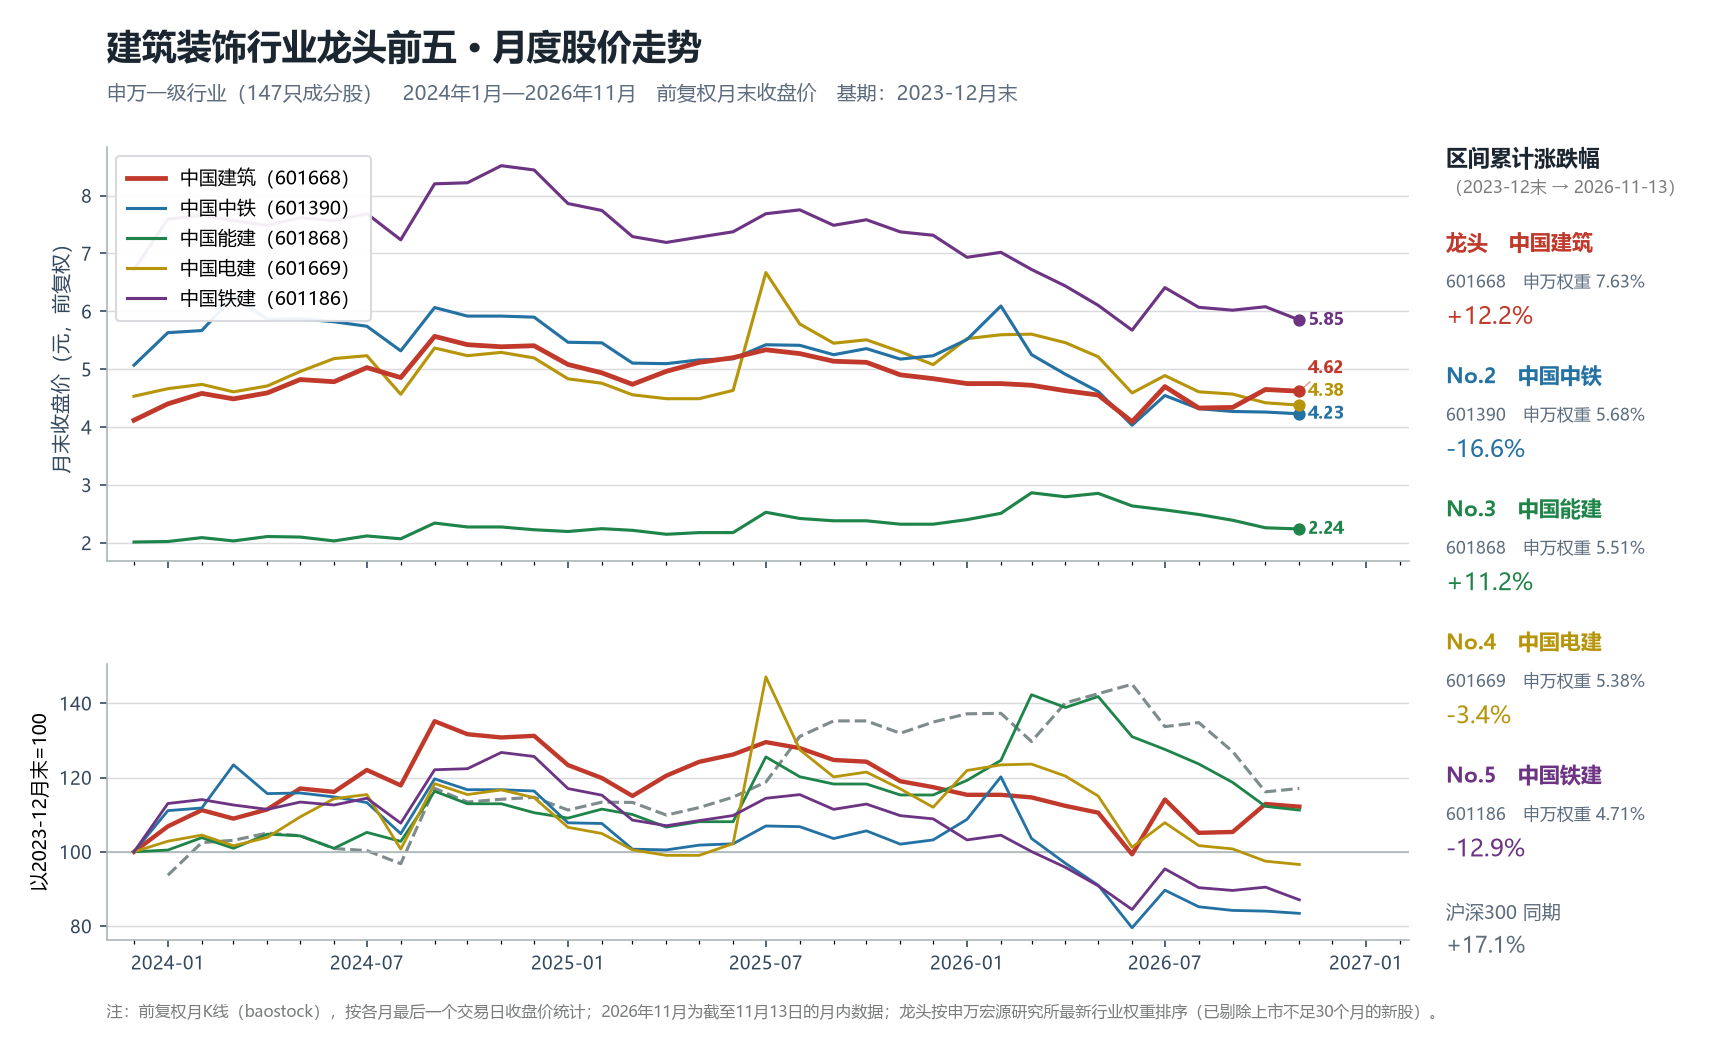 建筑装饰行业龙头前五·月度股价走势
申万一级行业（147只成分股） 2024年1月—2026年11月 前复权月末收盘价 基期：2023-12月末
月末收盘价（元，前复权）
8
7
6
5
4
3
2
中国建筑（601668）
中国中铁（601390）
中国能建（601868）
中国电建（601669）
中国铁建（601186）
5.85
4.62
4.38
4.23
2.24
以2023-12月末=100
140
120
100
80
2024-01
2024-07
2025-01
2025-07
2026-01
2026-07
2027-01
区间累计涨跌幅
（2023-12末 → 2026-11-13）
龙头 中国建筑
601668 申万权重 7.63%
+12.2%
No.2 中国中铁
601390 申万权重 5.68%
-16.6%
No.3 中国能建
601868 申万权重 5.51%
+11.2%
No.4 中国电建
601669 申万权重 5.38%
-3.4%
No.5 中国铁建
601186 申万权重 4.71%
-12.9%
沪深300 同期
+17.1%
注：前复权月K线（baostock），按各月最后一个交易日收盘价统计；2026年11月为截至11月13日的月内数据；龙头按申万宏源研究所最新行业权重排序（已剔除上市不足30个月的新股）。